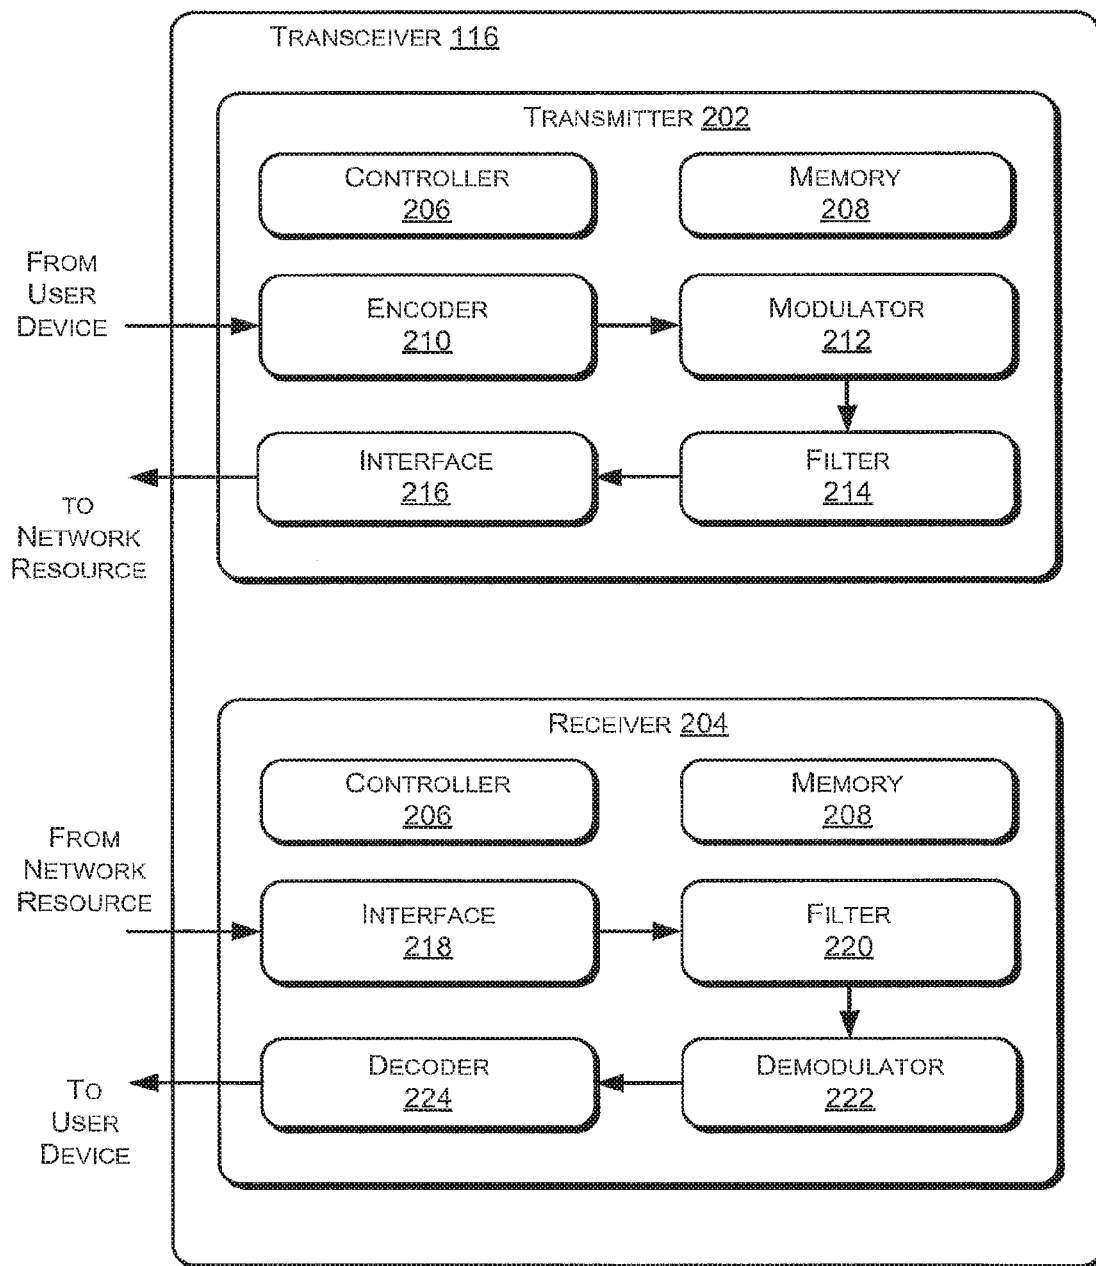 TRANSCEIVER 116
TRANSMITTER 202
CONTROLLER
206
MEMORY
208
FROM
USER
DEVICE
ENCODER
210
MODULATOR
212
INTERFACE
216
FILTER
214
TO
NETWORK
RESOURCE
RECEIVER 204
CONTROLLER
206
MEMORY
208
FROM
NETWORK
RESOURCE
INTERFACE
218
FILTER
220
DECODER
224
DEMODULATOR
222
TO
USER
DEVICE